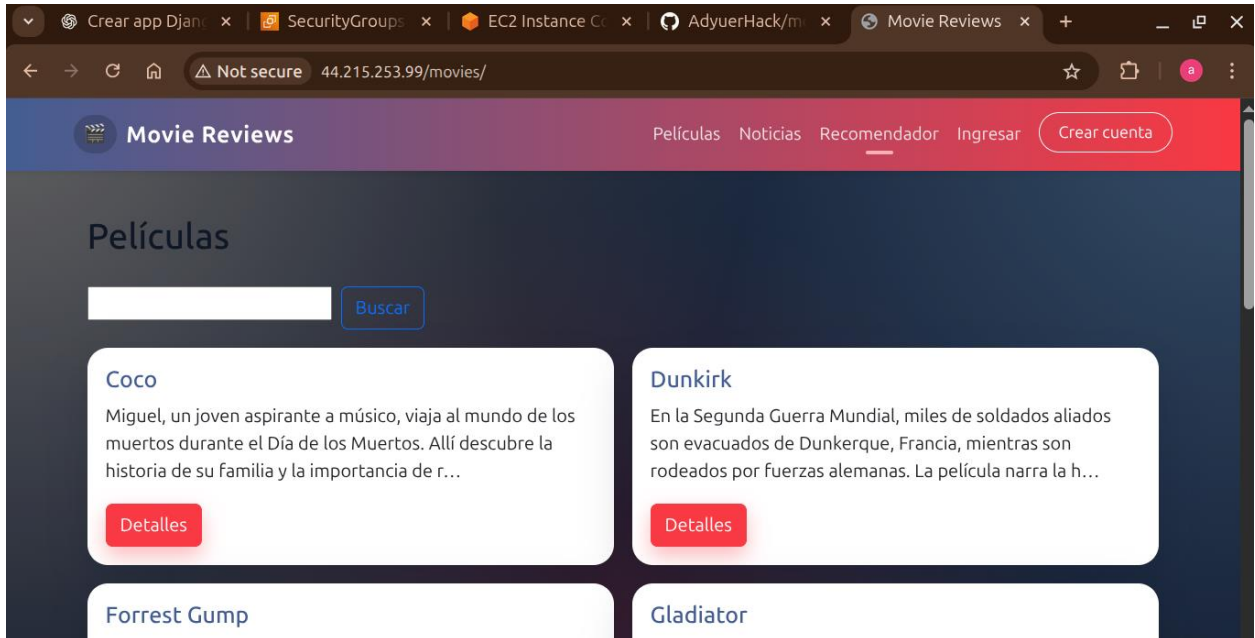 Crear app Djang
SecurityGroups
EC2 Instance Co
AdyuerHack/m
Movie Reviews
Not secure 44.215.253.99/movies/
a
Movie Reviews
Películas Noticias Recomendador Ingresar Crear cuenta
Películas
Buscar
Coco
Miguel, un joven aspirante a músico, viaja al mundo de los
muertos durante el Día de los Muertos. Allí descubre la
historia de su familia y la importancia de r…
Detalles
Dunkirk
En la Segunda Guerra Mundial, miles de soldados aliados
son evacuados de Dunkerque, Francia, mientras son
rodeados por fuerzas alemanas. La película narra la h…
Detalles
Forrest Gump
Gladiator